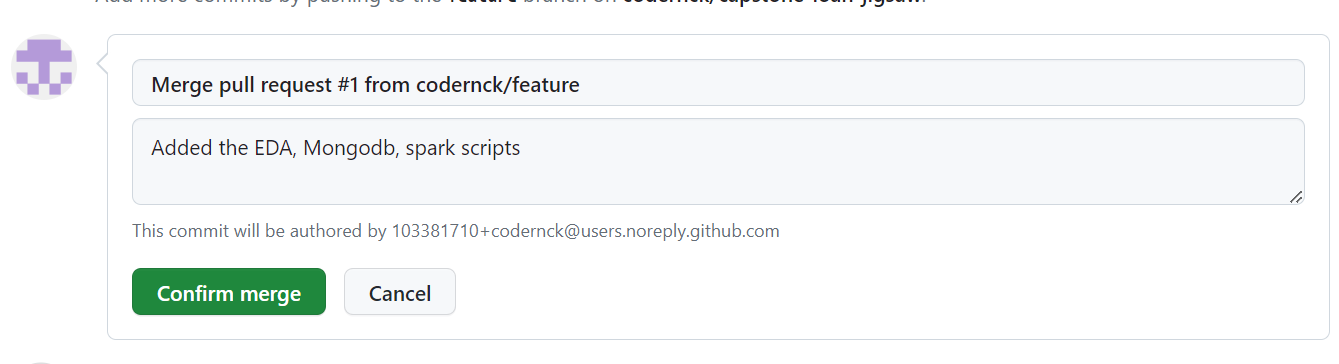 Merge pull request #1 from codernck/feature
Added the EDA, Mongodb, spark scripts
This commit will be authored by 103381710+codernck@users.noreply.github.com
Confirm merge Cancel